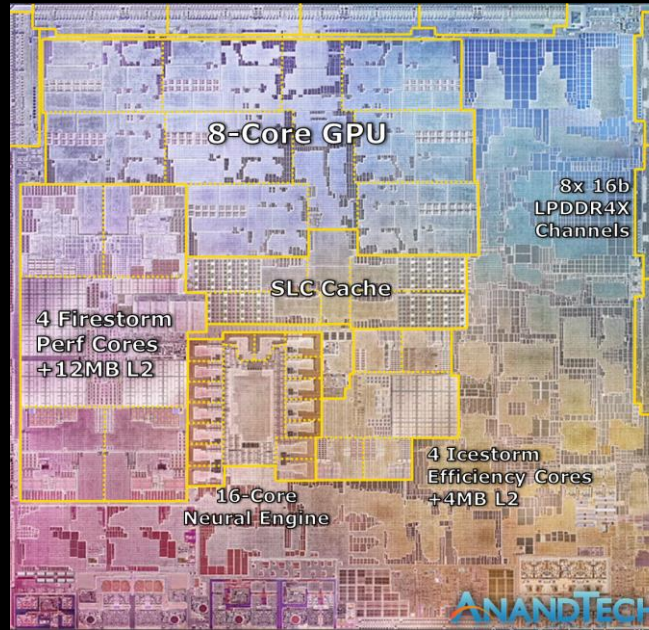 8-Core GPU
8x 16b
LPDDR4X
Channels
SLC Cache
4 Firestorm
Perf Cores
+12MB L2
4 Icestorm
Efficiency Cores
+4MB L2
16-Core
Neural Engine
ANANDTECH